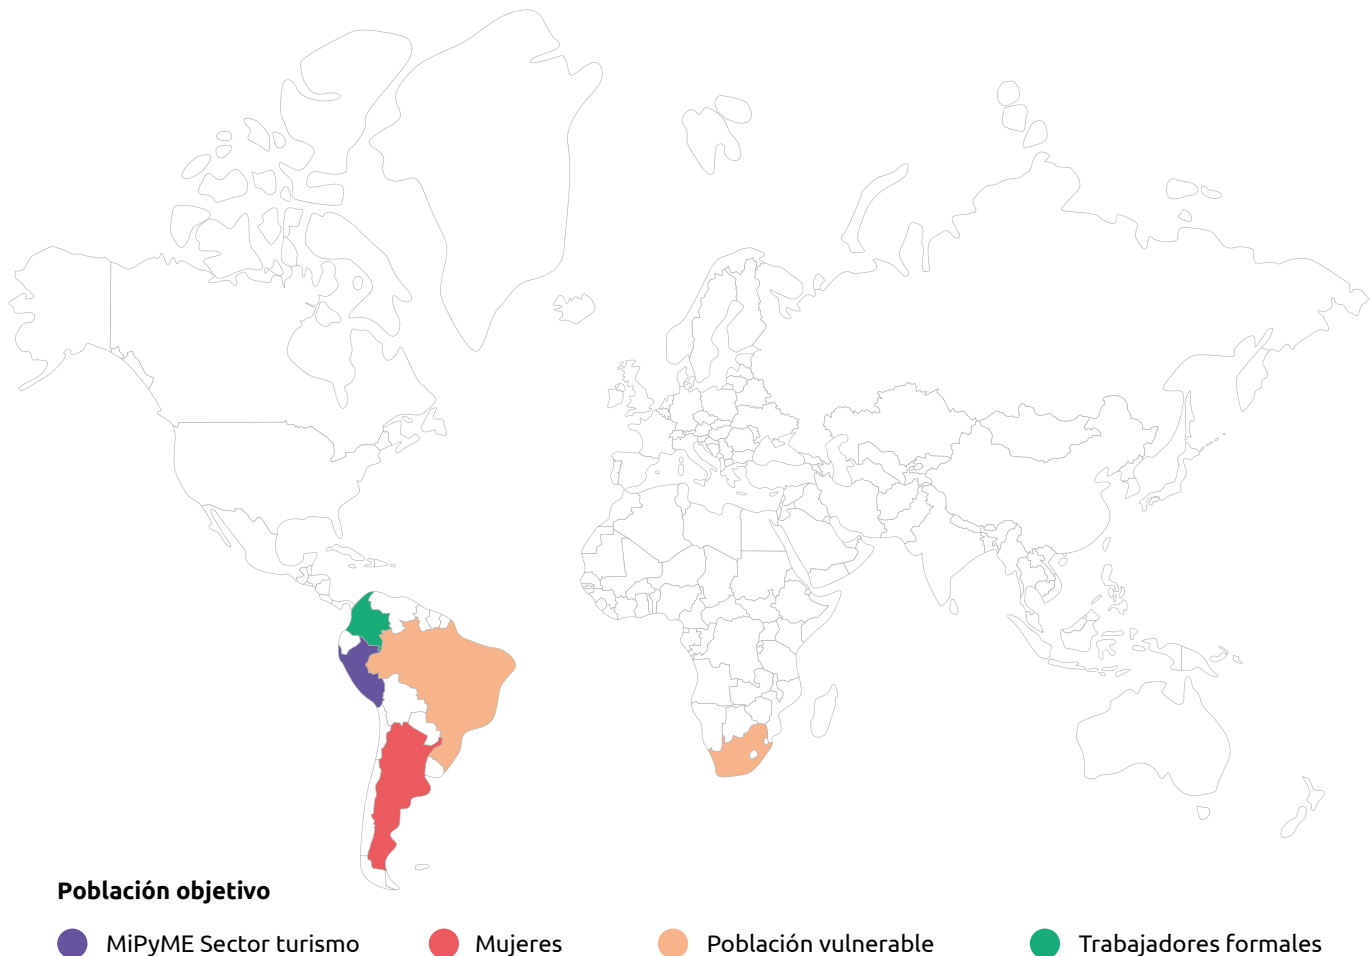 Población objetivo
MiPyME Sector turismo
Mujeres
Población vulnerable
Trabajadores formales